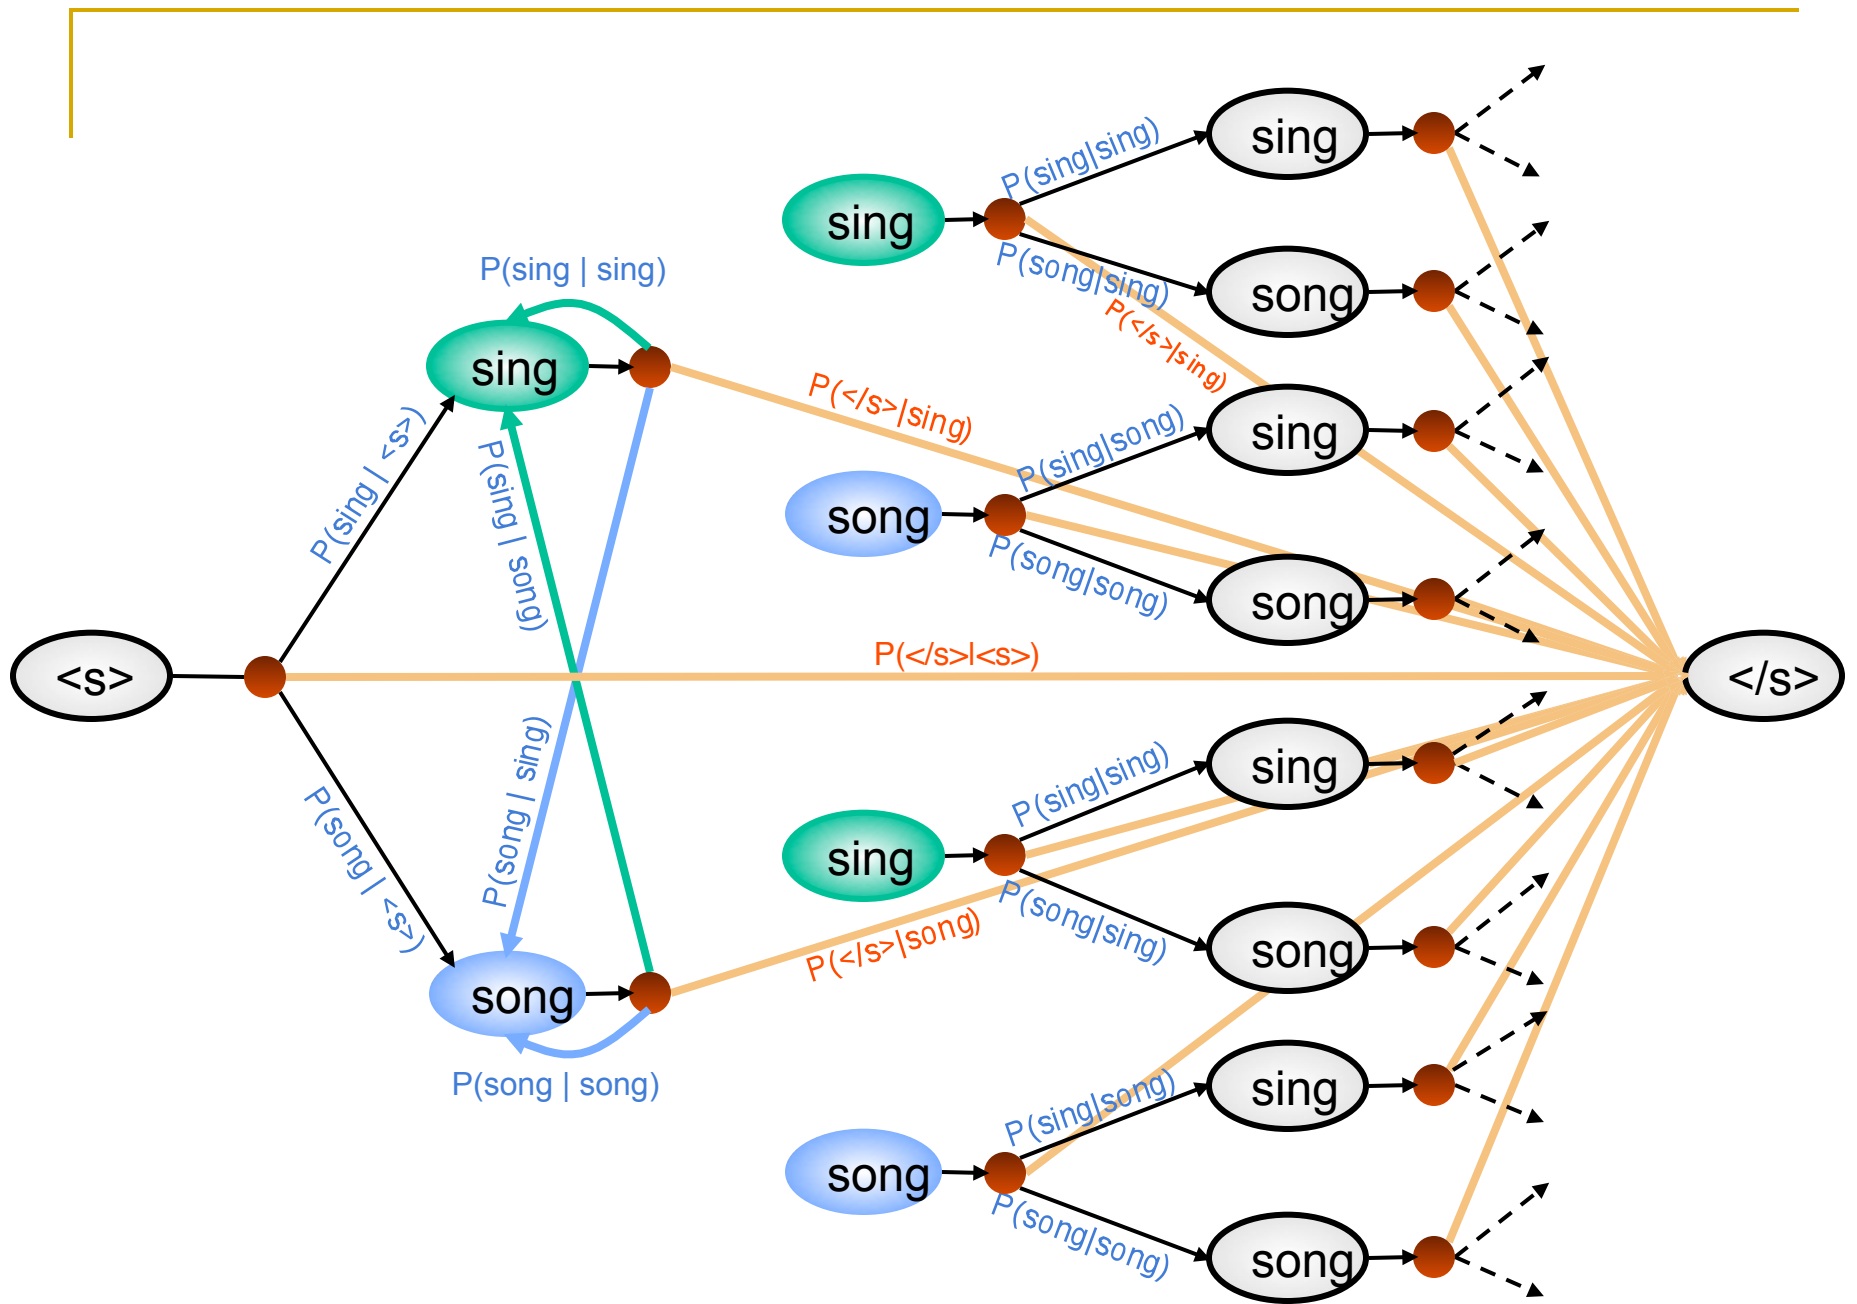 <s>
P(sing | <s>)
P(song | <s>)
P(sing | sing)
sing
P(sing | song)
P(song | sing)
song
P(song | song)
P(</s>|sing)
P(</s>|<s>)
P(</s>|song)
sing
P(sing|sing)
P(song|sing)
P(</s>|sing)
sing
song
song
P(sing|song)
P(song|song)
sing
song
sing
P(sing|sing)
P(song|sing)
sing
song
song
P(sing|song)
P(song|song)
sing
song
</s>